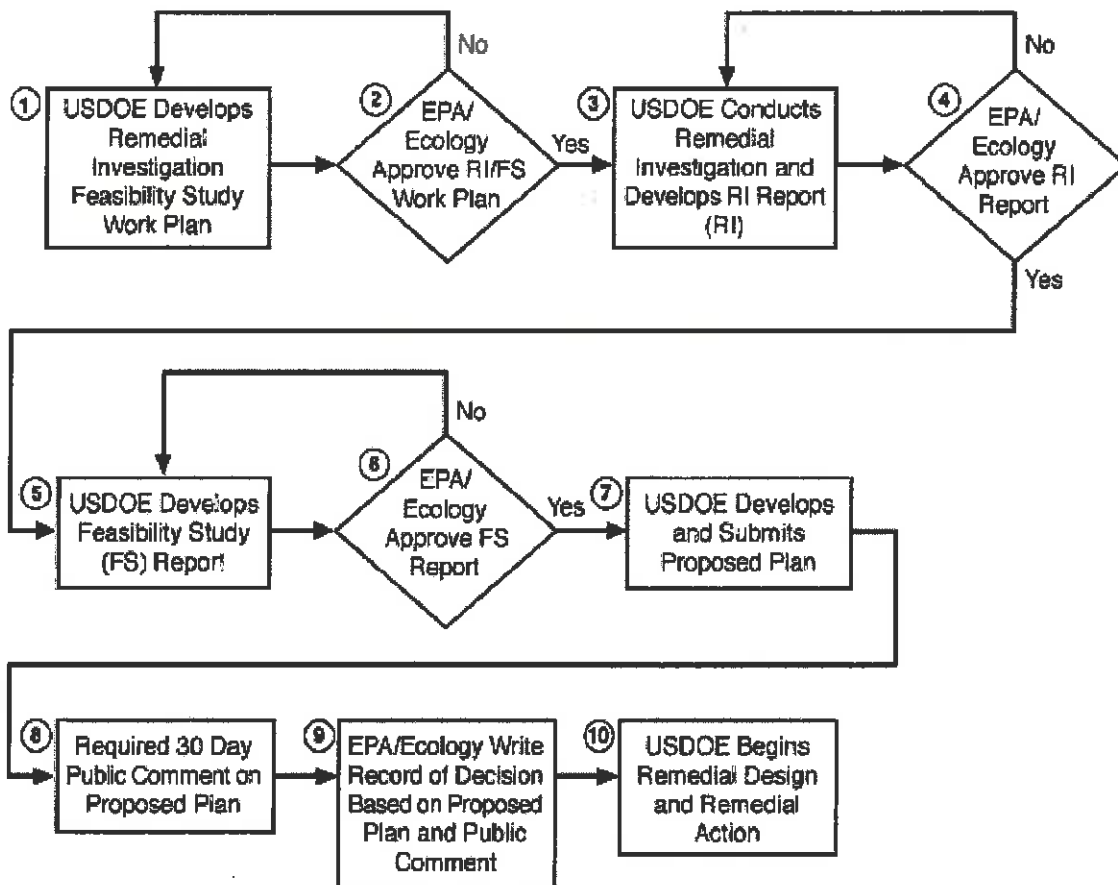 No
No
1
USDOE Develops
Remedial
Investigation
Feasibility Study
Work Plan
2
EPA/
Ecology
Approve RI/FS
Work Plan
Yes
3
USDOE Conducts
Remedial
Investigation and
Develops RI Report
(RI)
4
EPA/
Ecology
Approve RI
Report
Yes
No
5
USDOE Develops
Feasibility Study
(FS) Report
6
EPA/
Ecology
Approve FS
Report
Yes
7
USDOE Develops
and Submits
Proposed Plan
8
Required 30 Day
Public Comment on
Proposed Plan
9
EPA/Ecology Write
Record of Decision
Based on Proposed
Plan and Public
Comment
10
USDOE Begins
Remedial Design
and Remedial
Action